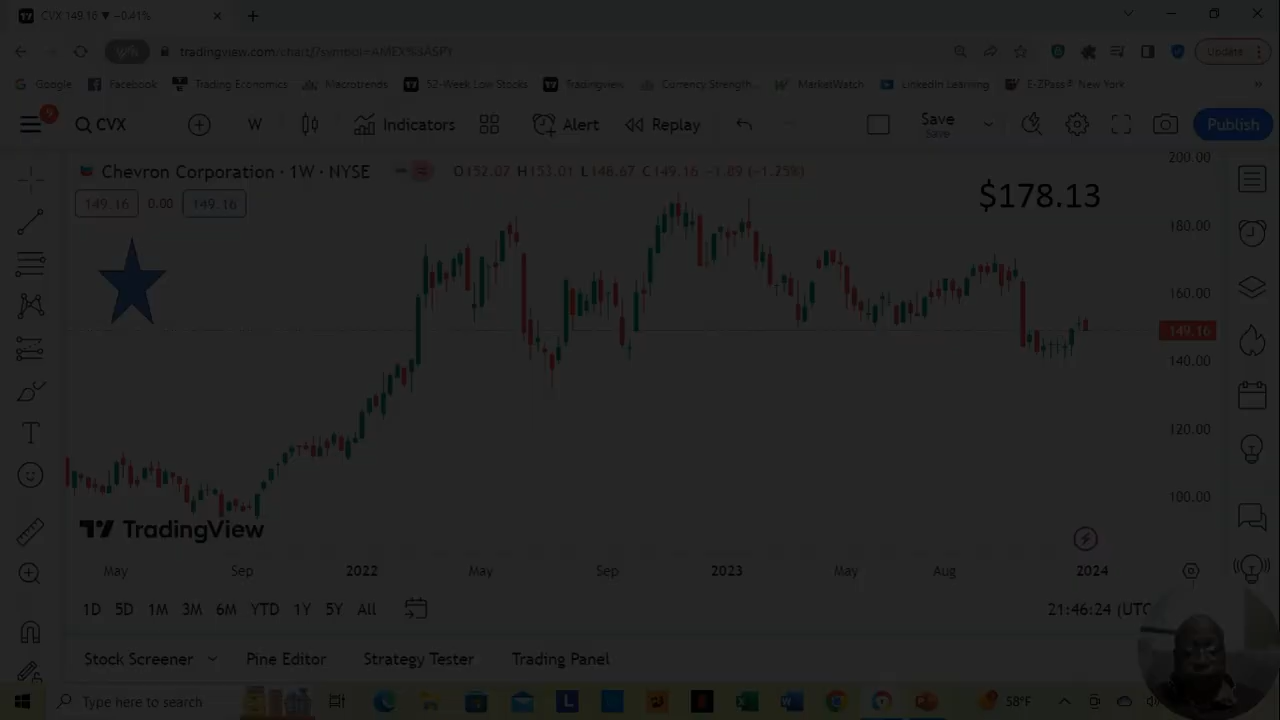 CVX 149.16 ▼ −0.41%
tradingview.com/chart/?symbol=AMEX%3ASPY
Update
Google
Facebook
Trading Economics
Macrotrends
52-Week Low Stocks
Tradingview
Currency Strength...
MarketWatch
LinkedIn Learning
E-ZPass® New York
9
CVX
W
Indicators
Alert
Replay
Save
Save
Publish
Chevron Corporation · 1W · NYSE
O152.07 H153.01 L148.67 C149.16 −1.89 (−1.25%)
149.16
0.00
149.16
$178.13
200.00
180.00
160.00
149.16
140.00
120.00
100.00
TradingView
May
Sep
2022
May
Sep
2023
May
Aug
2024
1D 5D 1M 3M 6M YTD 1Y 5Y All
21:46:24 (UTC
Stock Screener
Pine Editor
Strategy Tester
Trading Panel
Type here to search
58°F